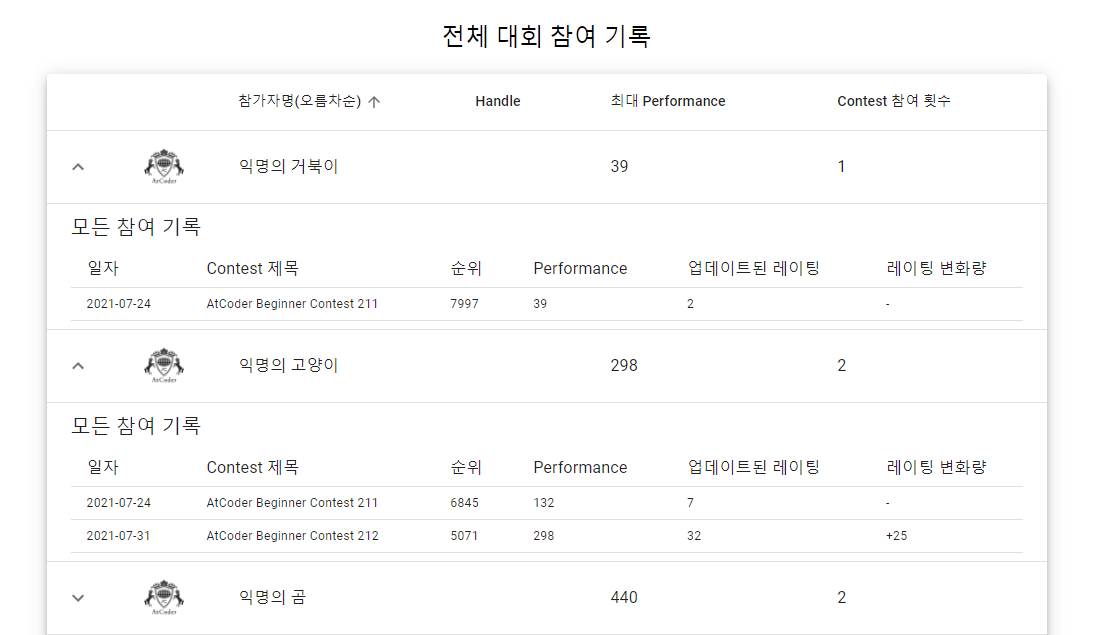 전체 대회 참여 기록
참가자명(오름차순) Handle 최대 Performance Contest 참여 횟수
AtCoder 익명의 거북이 39 1
모든 참여 기록
일자 Contest 제목 순위 Performance 업데이트된 레이팅 레이팅 변화량
2021-07-24 AtCoder Beginner Contest 211 7997 39 2 -
AtCoder 익명의 고양이 298 2
모든 참여 기록
일자 Contest 제목 순위 Performance 업데이트된 레이팅 레이팅 변화량
2021-07-24 AtCoder Beginner Contest 211 6845 132 7 -
2021-07-31 AtCoder Beginner Contest 212 5071 298 32 +25
AtCoder 익명의 곰 440 2